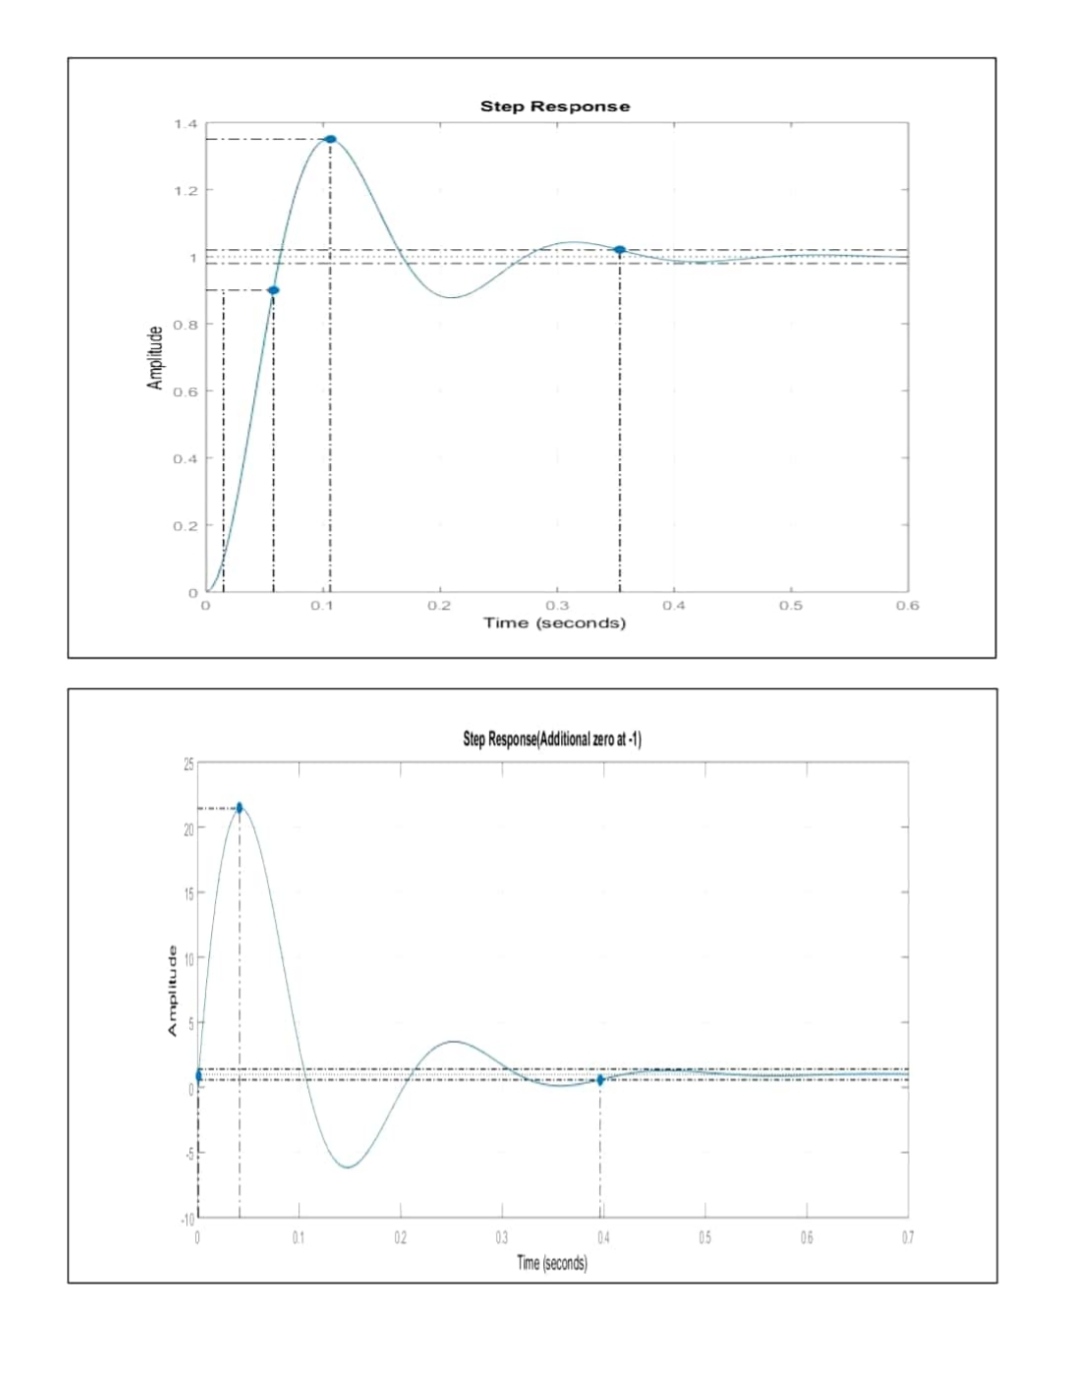 Step Response
1.4
1.2
1
0.8
0.6
0.4
0.2
0
Amplitude
0 0.1 0.2 0.3 0.4 0.5 0.6
Time (seconds)
Step Response(Additional zero at -1)
25
20
15
10
5
0
-5
-10
Amplitude
0 0.1 0.2 0.3 0.4 0.5 0.6 0.7
Time (seconds)